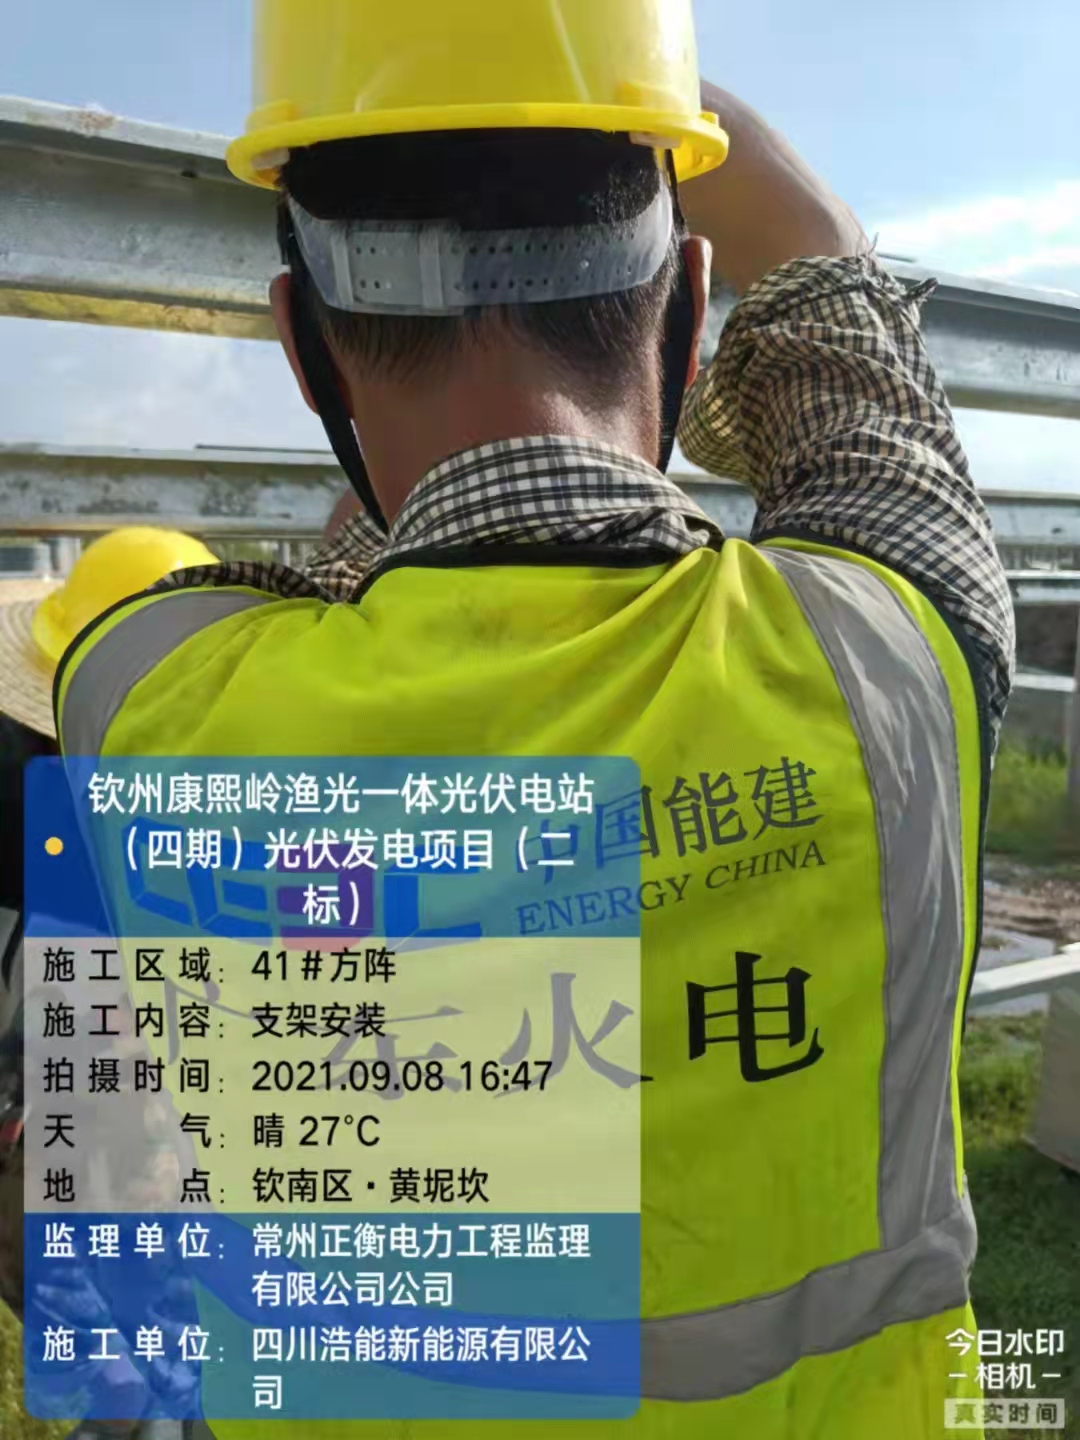 钦州康熙岭渔光一体光伏电站
（四期）光伏发电项目（二
标）
施工区域：41#方阵
施工内容：支架安装
拍摄时间：2021.09.08 16:47
天气：晴 27℃
地点：钦南区·黄坭坎
监理单位：常州正衡电力工程监理
有限公司公司
施工单位：四川浩能新能源有限公
司
中国能建
ENERGY CHINA
火电
今日水印
相机
真实时间